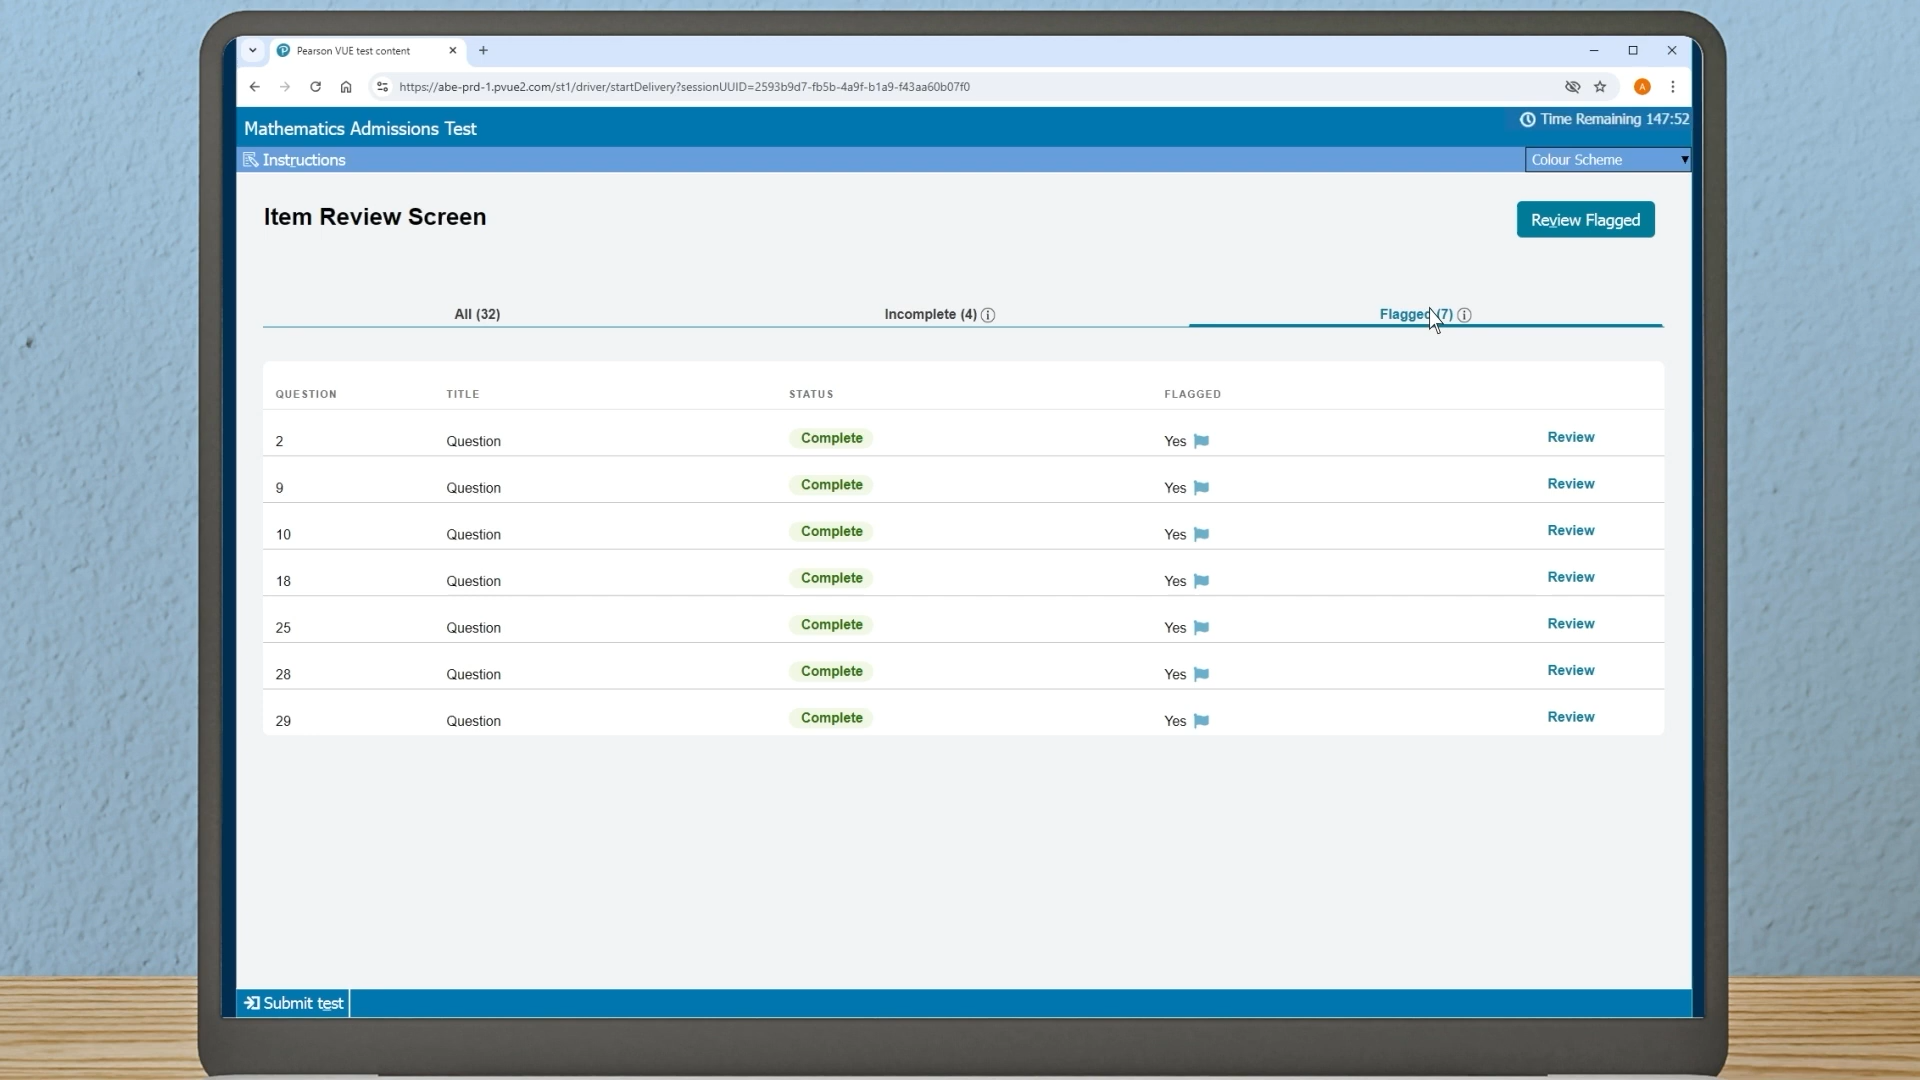 Pearson VUE test content
https://abe-prd-1.pvue2.com/st1/driver/startDelivery?sessionUUID=2593b9d7-fb5b-4a9f-b1a9-f43aa60b07f0
A
Mathematics Admissions Test
Time Remaining 147:52
Instructions
Colour Scheme
Item Review Screen
Review Flagged
All (32)
Incomplete (4)
Flagged (7)
QUESTION TITLE STATUS FLAGGED
2 Question Complete Yes Review
9 Question Complete Yes Review
10 Question Complete Yes Review
18 Question Complete Yes Review
25 Question Complete Yes Review
28 Question Complete Yes Review
29 Question Complete Yes Review
Submit test